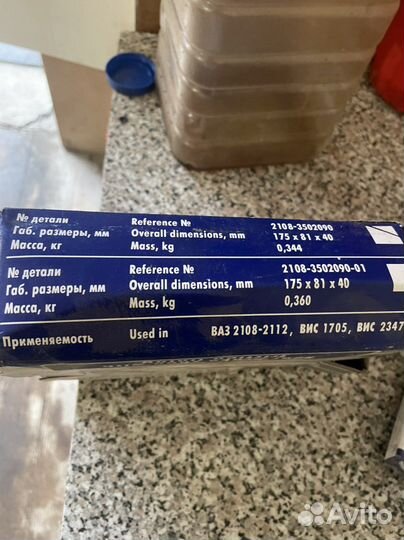 № детали Reference № 2108-3502090
Габ. размеры, мм Overall dimensions, mm 175 x 81 x 40
Масса, кг Mass, kg 0,344
№ детали Reference № 2108-3502090-01
Габ. размеры, мм Overall dimensions, mm 175 x 81 x 40
Масса, кг Mass, kg 0,360
Применяемость Used in ВАЗ 2108-2112, ВИС 1705, ВИС 2347
Avito